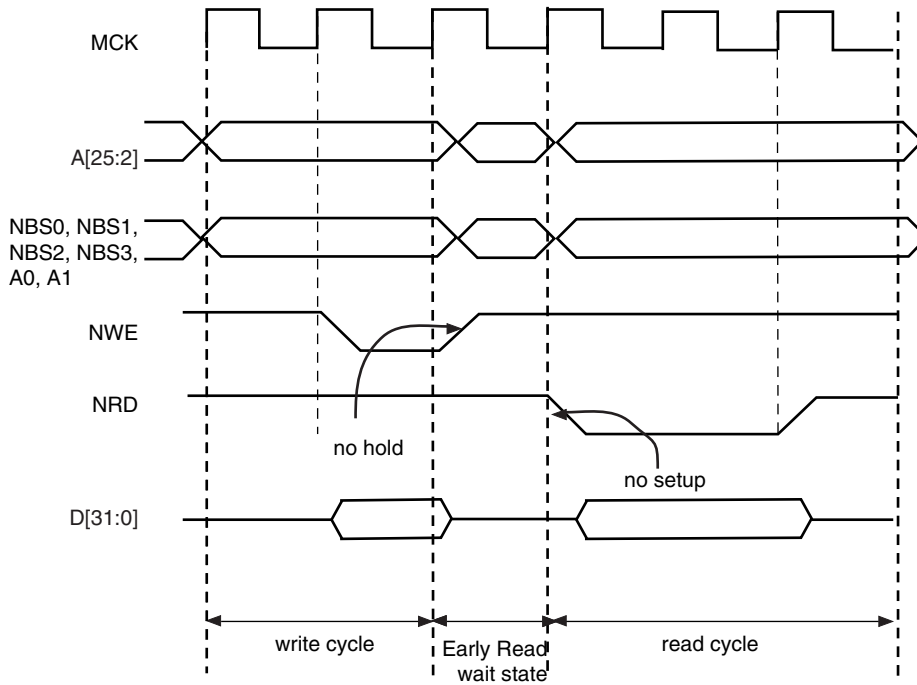 MCK
A[25:2]
NBS0, NBS1,
NBS2, NBS3,
A0, A1
NWE
NRD
no hold
no setup
D[31:0]
write cycle
Early Read
wait state
read cycle